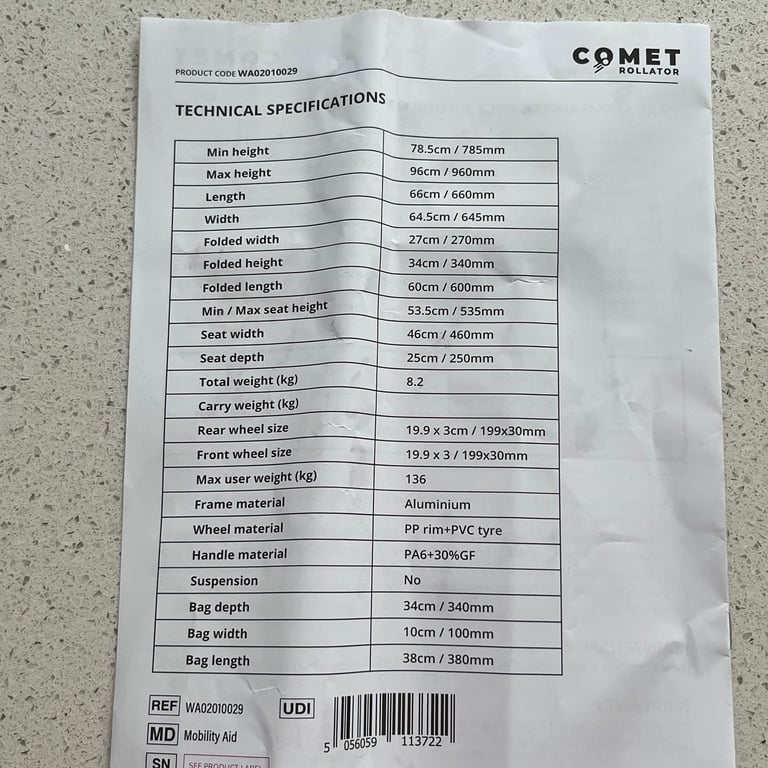 PRODUCT CODE WA02010029
COMET
ROLLATOR
TECHNICAL SPECIFICATIONS
Min height 78.5cm / 785mm
Max height 96cm / 960mm
Length 66cm / 660mm
Width 64.5cm / 645mm
Folded width 27cm / 270mm
Folded height 34cm / 340mm
Folded length 60cm / 600mm
Min / Max seat height 53.5cm / 535mm
Seat width 46cm / 460mm
Seat depth 25cm / 250mm
Total weight (kg) 8.2
Carry weight (kg)
Rear wheel size 19.9 x 3cm / 199x30mm
Front wheel size 19.9 x 3 / 199x30mm
Max user weight (kg) 136
Frame material Aluminium
Wheel material PP rim+PVC tyre
Handle material PA6+30%GF
Suspension No
Bag depth 34cm / 340mm
Bag width 10cm / 100mm
Bag length 38cm / 380mm
REF WA02010029 UDI
MD Mobility Aid
5 056059 113722
SN SEE PRODUCT LABEL